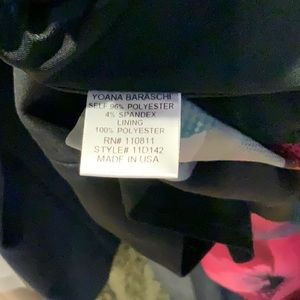 YOANA BARASCHI
SELF 96% POLYESTER
4% SPANDEX
LINING
100% POLYESTER
RN# 110811
STYLE# 11D142
MADE IN USA